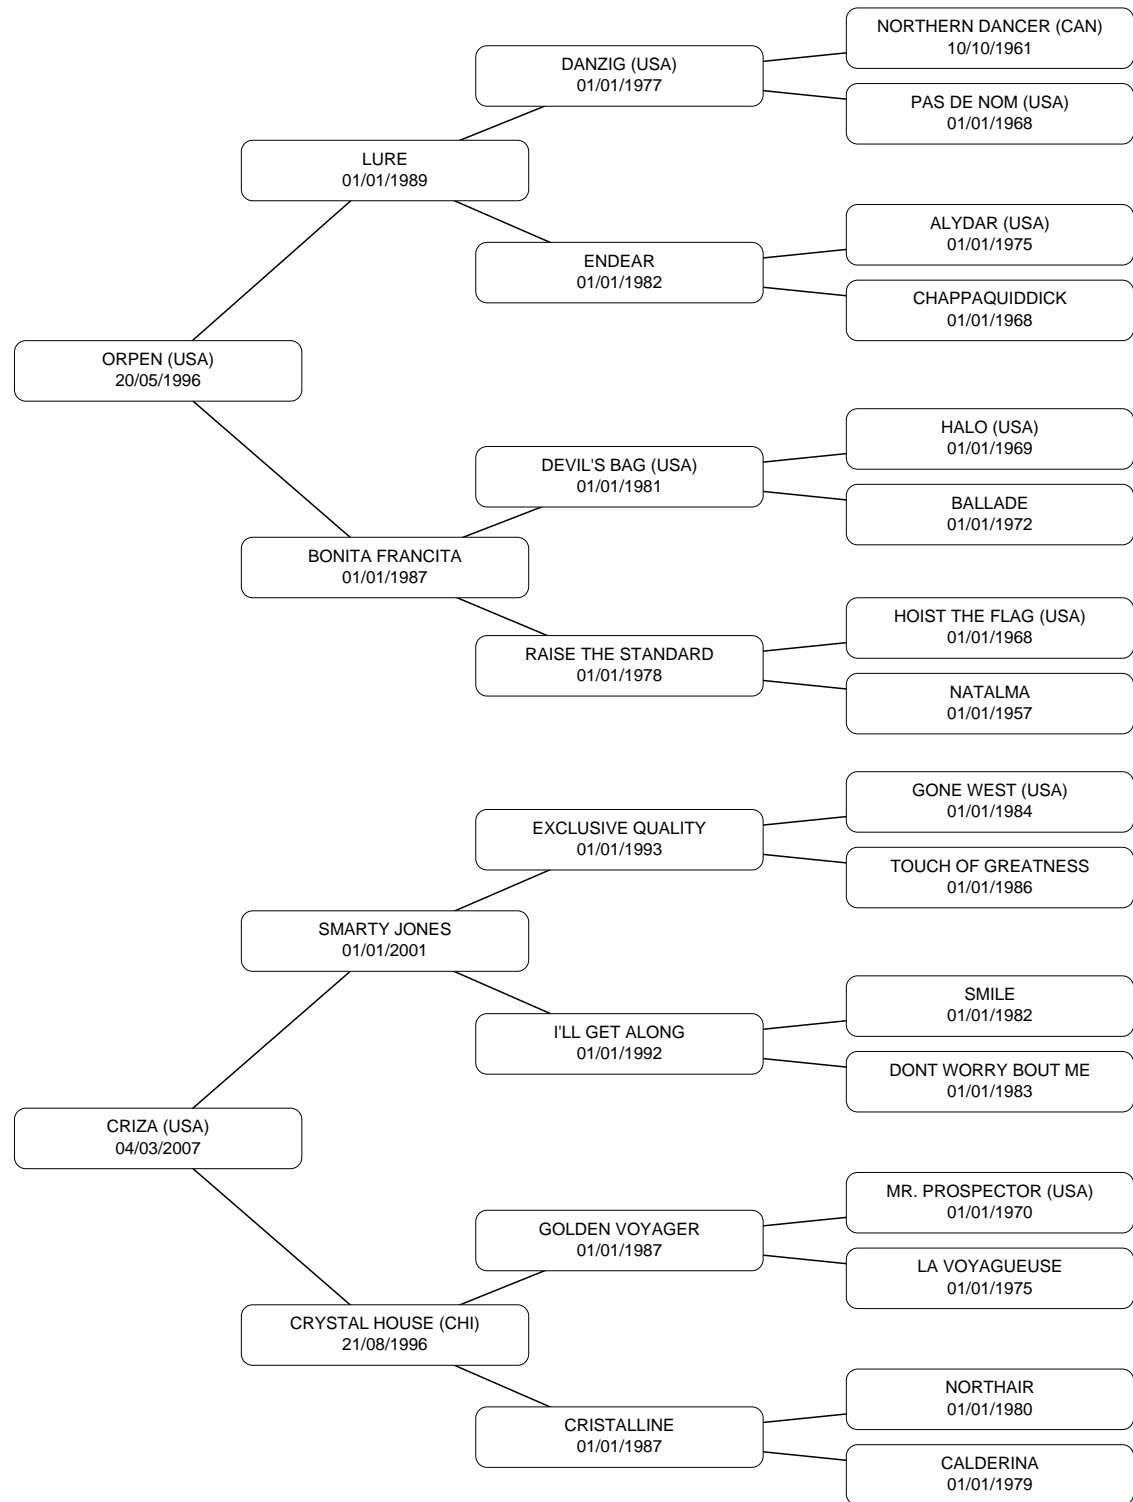 NORTHERN DANCER (CAN)
10/10/1961
DANZIG (USA)
01/01/1977
PAS DE NOM (USA)
01/01/1968
LURE
01/01/1989
ALYDAR (USA)
01/01/1975
ENDEAR
01/01/1982
CHAPPAQUIDDICK
01/01/1968
ORPEN (USA)
20/05/1996
HALO (USA)
01/01/1969
DEVIL'S BAG (USA)
01/01/1981
BALLADE
01/01/1972
BONITA FRANCITA
01/01/1987
HOIST THE FLAG (USA)
01/01/1968
RAISE THE STANDARD
01/01/1978
NATALMA
01/01/1957
GONE WEST (USA)
01/01/1984
EXCLUSIVE QUALITY
01/01/1993
TOUCH OF GREATNESS
01/01/1986
SMARTY JONES
01/01/2001
SMILE
01/01/1982
I'LL GET ALONG
01/01/1992
DONT WORRY BOUT ME
01/01/1983
CRIZA (USA)
04/03/2007
MR. PROSPECTOR (USA)
01/01/1970
GOLDEN VOYAGER
01/01/1987
LA VOYAGUEUSE
01/01/1975
CRYSTAL HOUSE (CHI)
21/08/1996
NORTHAIR
01/01/1980
CRISTALLINE
01/01/1987
CALDERINA
01/01/1979